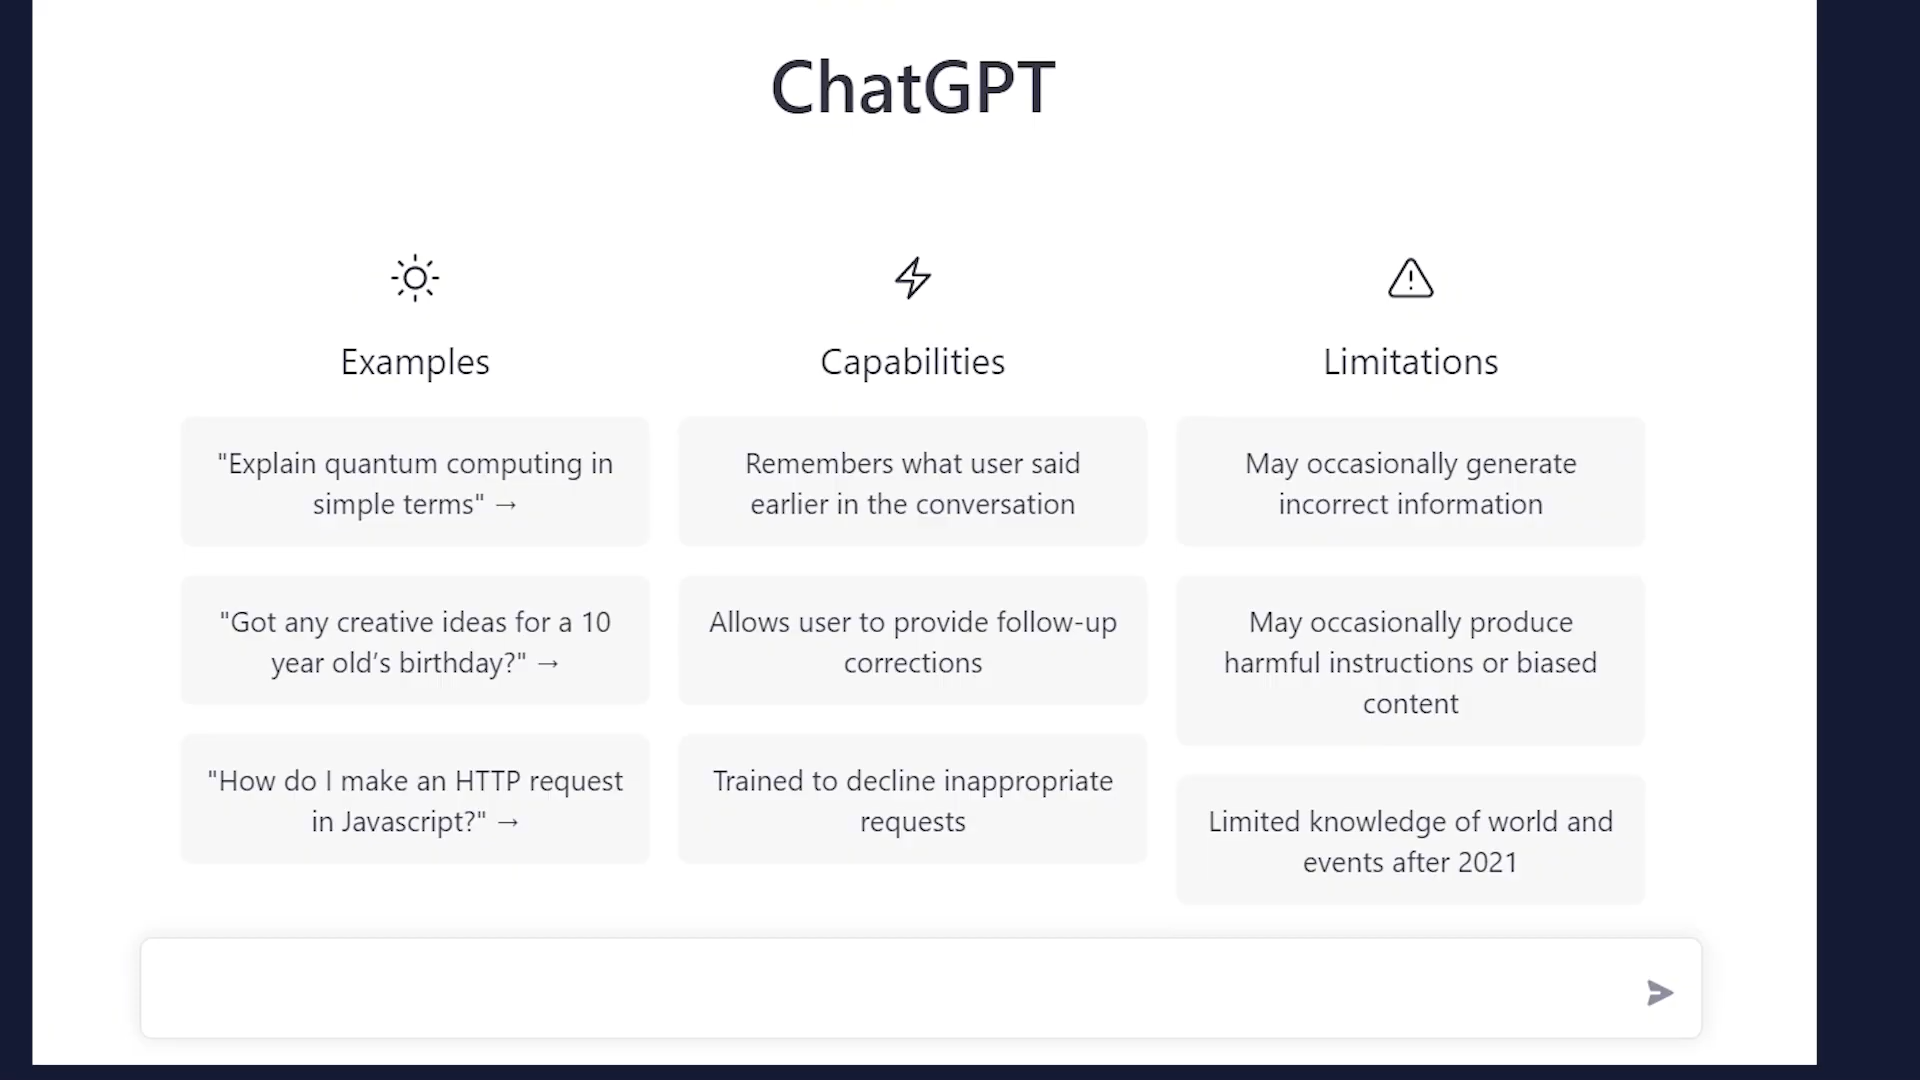 ChatGPT
Examples
"Explain quantum computing in
simple terms" →
"Got any creative ideas for a 10
year old’s birthday?" →
"How do I make an HTTP request
in Javascript?" →
Capabilities
Remembers what user said
earlier in the conversation
Allows user to provide follow-up
corrections
Trained to decline inappropriate
requests
Limitations
May occasionally generate
incorrect information
May occasionally produce
harmful instructions or biased
content
Limited knowledge of world and
events after 2021